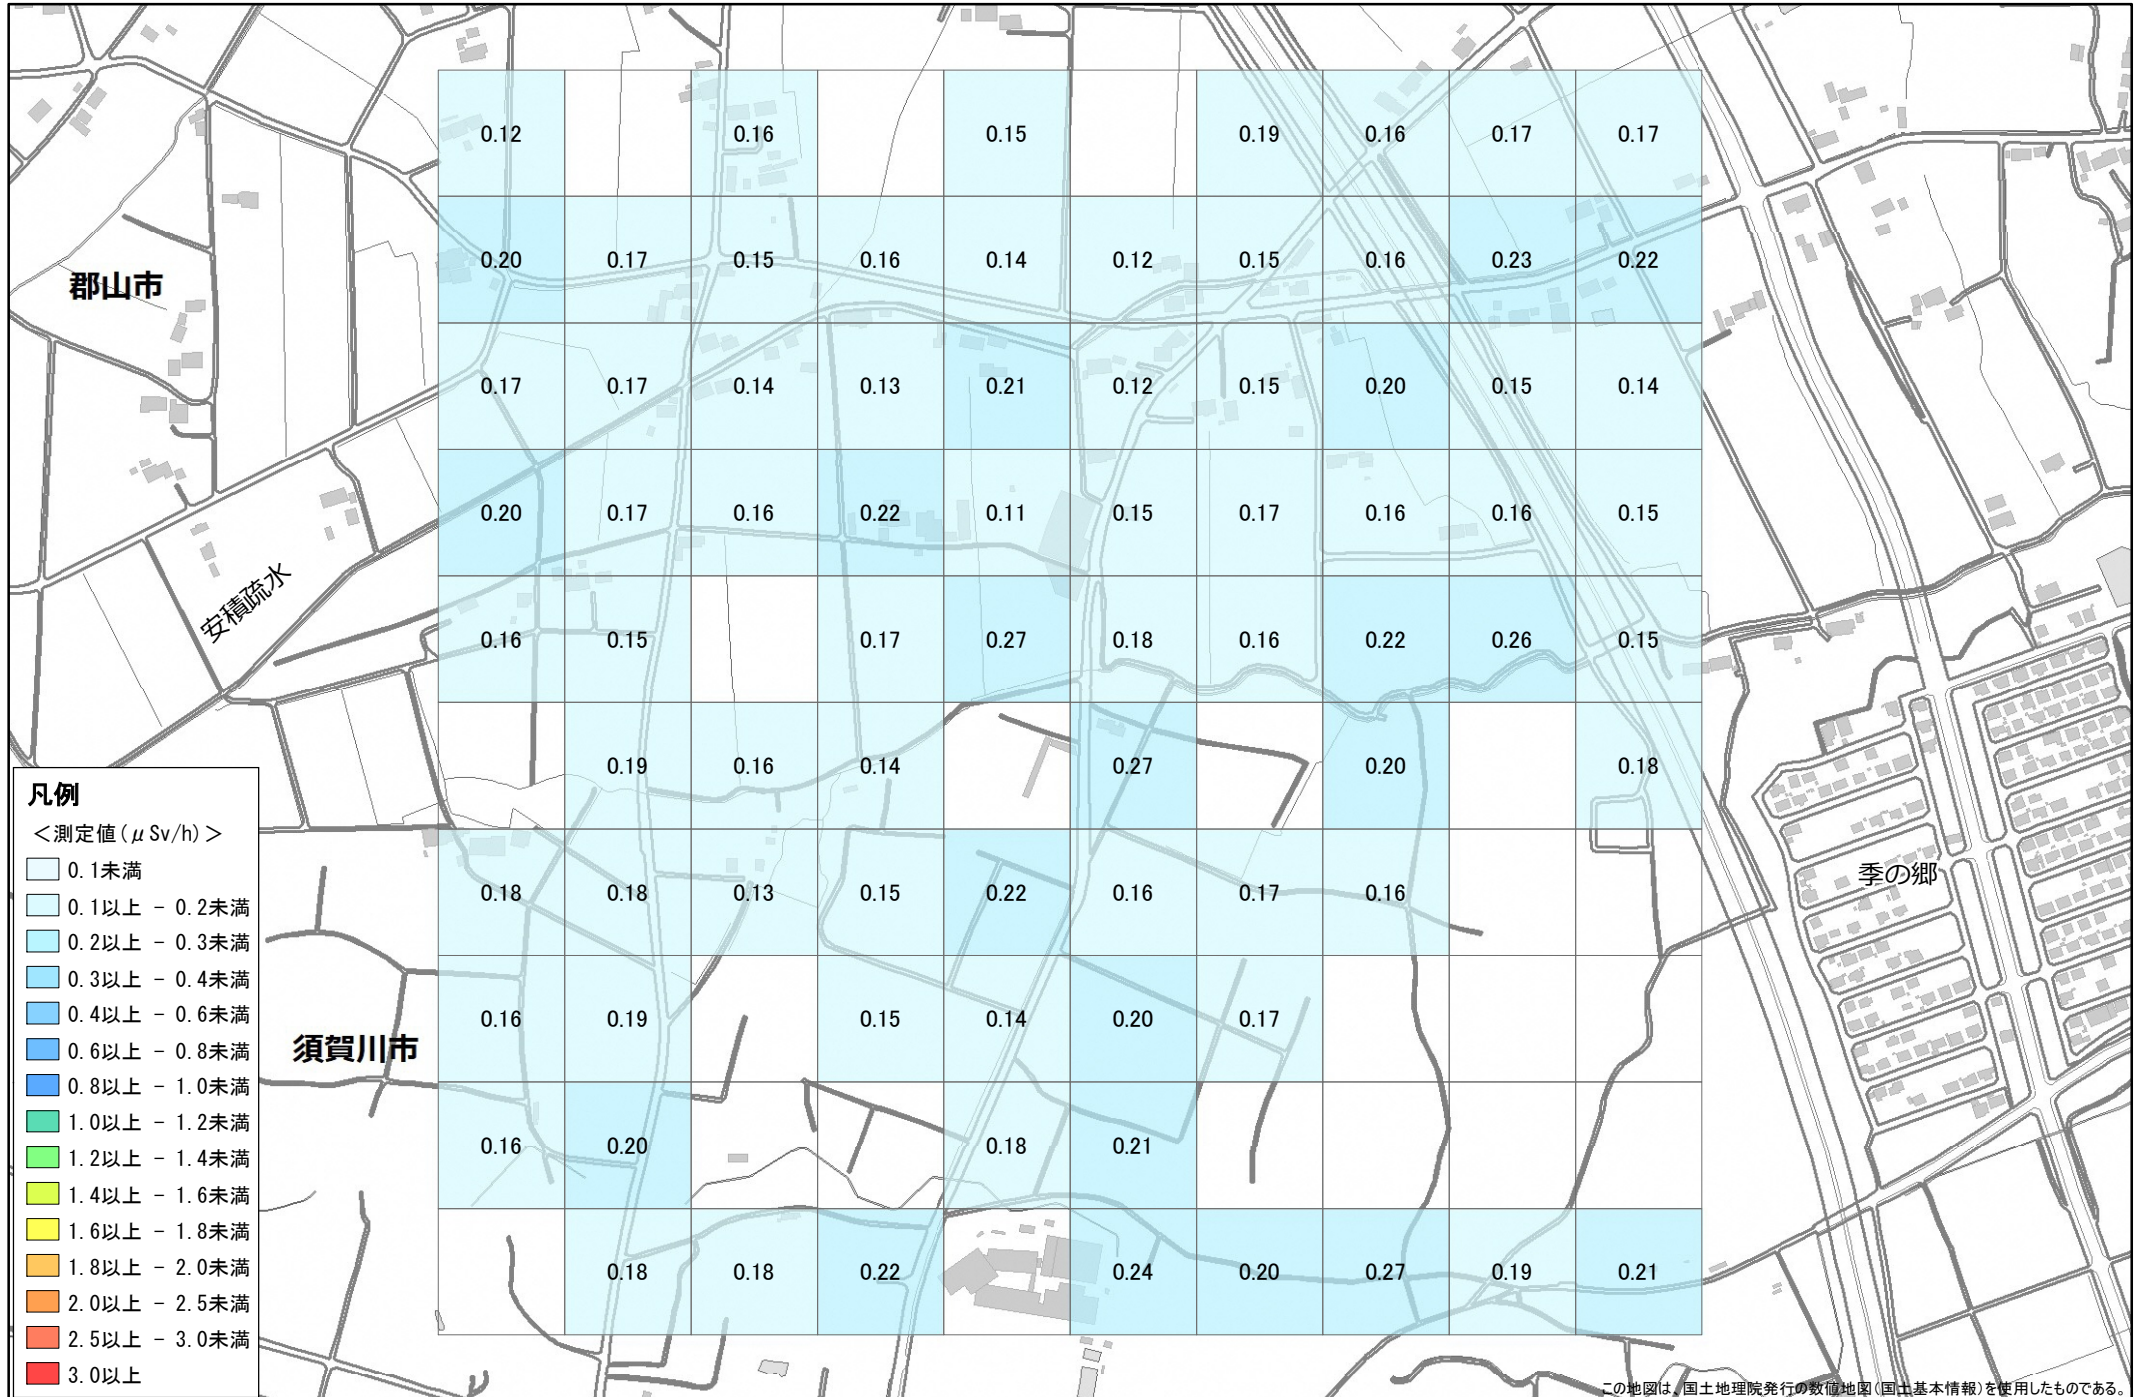 0.12 0.16 0.15 0.19 0.16 0.17 0.17
0.20 0.17 0.15 0.16 0.14 0.12 0.15 0.16 0.23 0.22
郡山市
0.17 0.17 0.14 0.13 0.21 0.12 0.15 0.20 0.15 0.14
0.20 0.17 0.16 0.22 0.11 0.15 0.17 0.16 0.16 0.15
安積疏水
0.16 0.15 0.17 0.27 0.18 0.16 0.22 0.26 0.15
0.19 0.16 0.14 0.27 0.20 0.18
0.18 0.18 0.13 0.15 0.22 0.16 0.17 0.16
季の郷
0.16 0.19 0.15 0.14 0.20 0.17
須賀川市
0.16 0.20 0.18 0.21
0.18 0.18 0.22 0.24 0.20 0.27 0.19 0.21
凡例
＜測定値(μSv/h)＞
0.1未満
0.1以上 - 0.2未満
0.2以上 - 0.3未満
0.3以上 - 0.4未満
0.4以上 - 0.6未満
0.6以上 - 0.8未満
0.8以上 - 1.0未満
1.0以上 - 1.2未満
1.2以上 - 1.4未満
1.4以上 - 1.6未満
1.6以上 - 1.8未満
1.8以上 - 2.0未満
2.0以上 - 2.5未満
2.5以上 - 3.0未満
3.0以上
この地図は、国土地理院発行の数値地図(国土基本情報)を使用したものである。